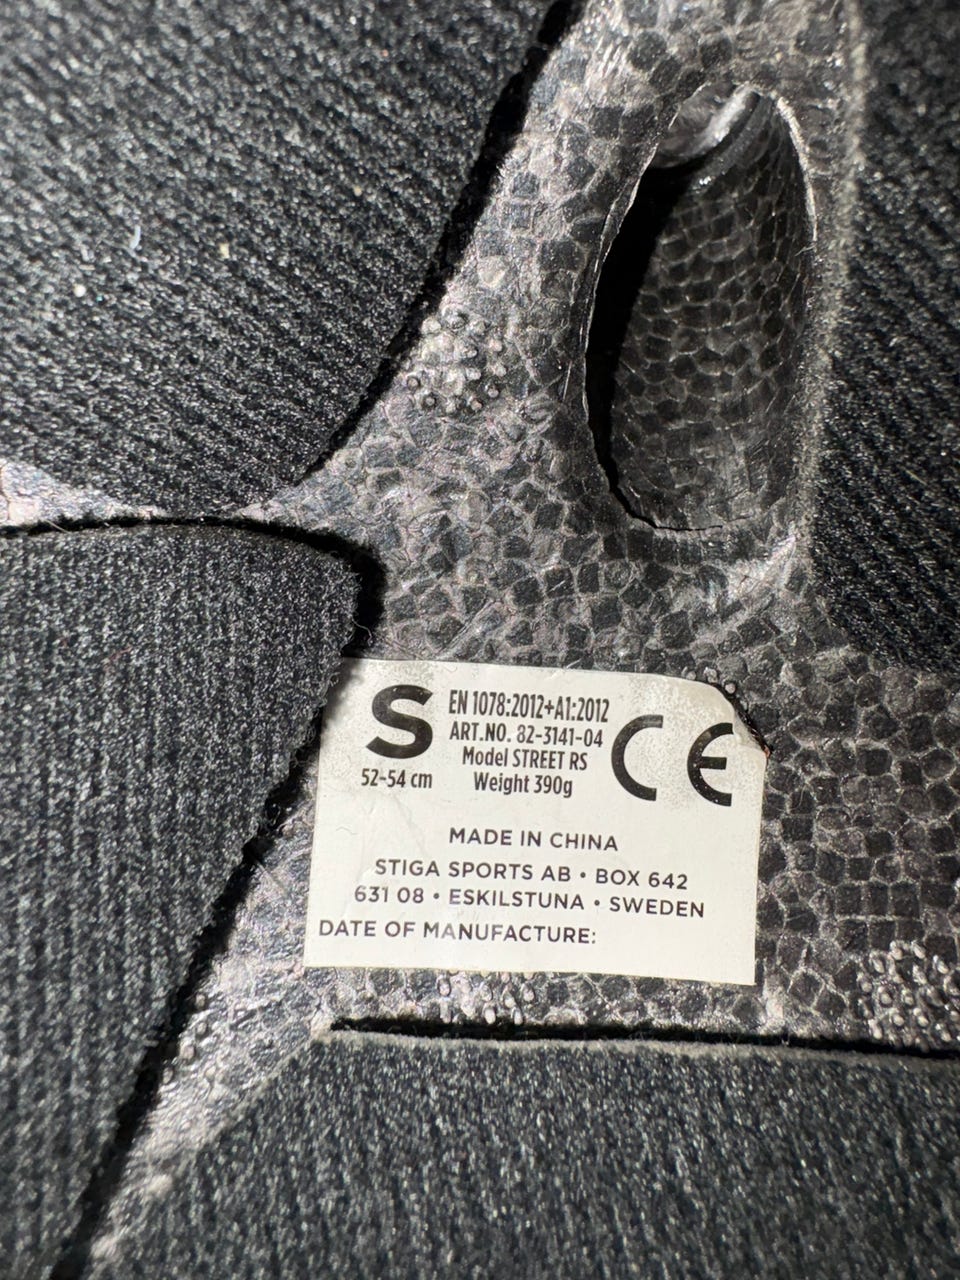 S
EN 1078:2012+A1:2012
ART.NO. 82-3141-04
Model STREET RS
52-54 cm
Weight 390g
CE
MADE IN CHINA
STIGA SPORTS AB • BOX 642
631 08 • ESKILSTUNA • SWEDEN
DATE OF MANUFACTURE: